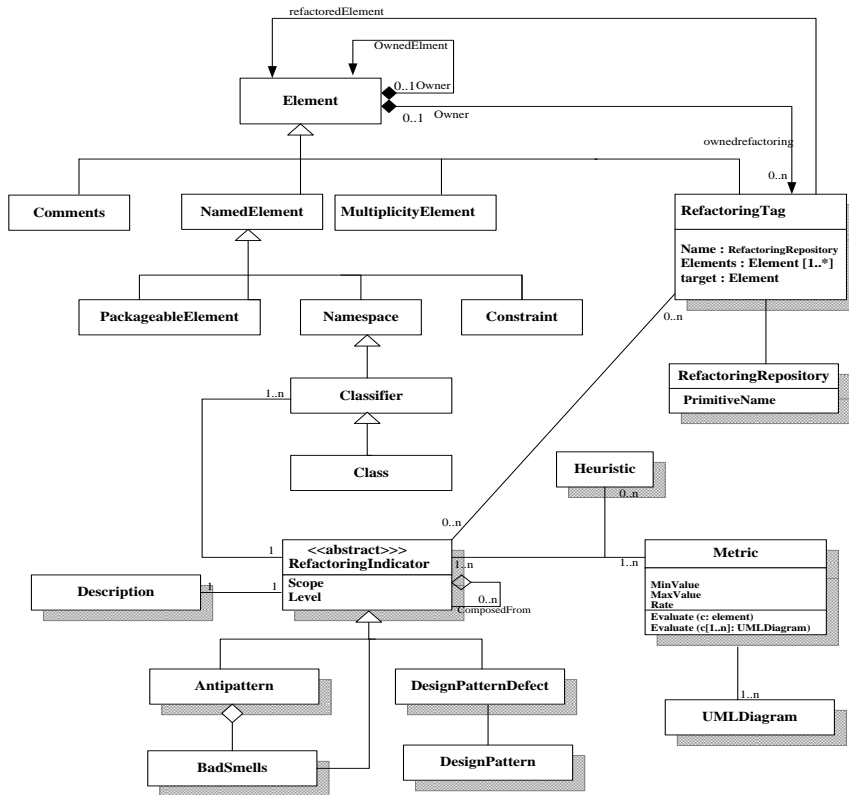 refactoredElement
OwnedElment
0..1 Owner
Element
0..1
Owner
ownedrefactoring
0..n
Comments
NamedElement
MultiplicityElement
RefactoringTag
Name : RefactoringRepository
Elements : Element [1..*]
target : Element
PackageableElement
Namespace
Constraint
0..n
RefactoringRepository
PrimitiveName
1..n
Classifier
Class
Heuristic
0..n
0..n
<<abstract>>>
RefactoringIndicator
Scope
Level
1
1..n
1..n
0..n
ComposedFrom
Metric
MinValue
MaxValue
Rate
Evaluate (c: element)
Evaluate (c[1..n]: UMLDiagram)
Description
1
1
Antipattern
DesignPatternDefect
1..n
UMLDiagram
BadSmells
DesignPattern